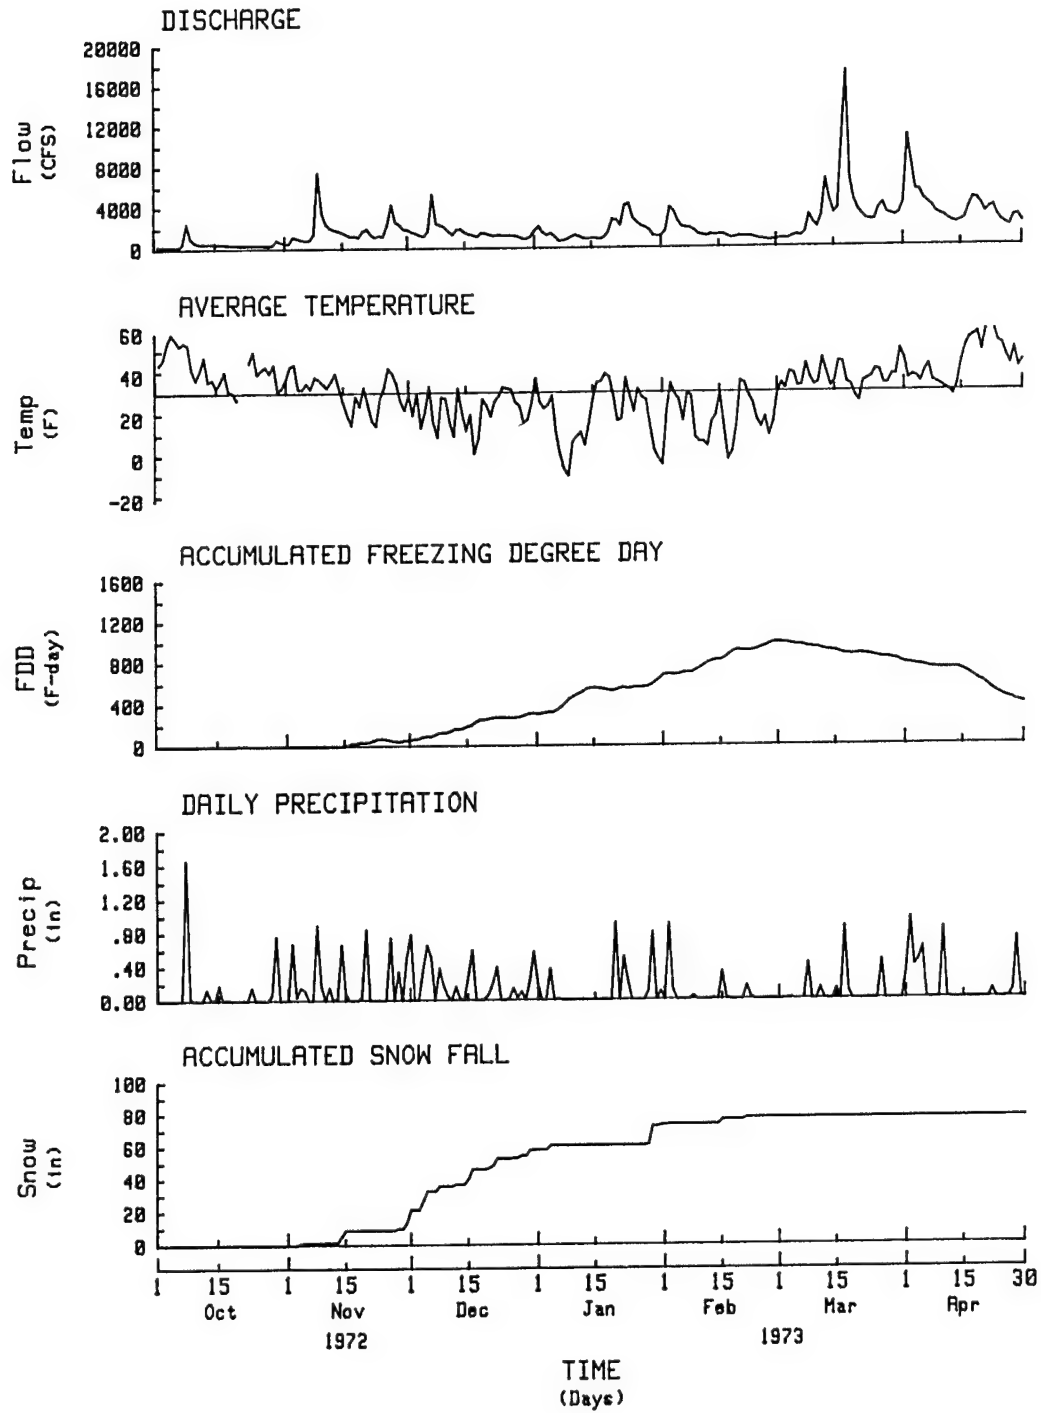 DISCHARGE
20000
16000
12000
8000
4000
0
Flow
(CFS)
AVERAGE TEMPERATURE
60
40
20
0
-20
Temp
(F)
ACCUMULATED FREEZING DEGREE DAY
1600
1200
800
400
0
FDD
(F-day)
DAILY PRECIPITATION
2.00
1.60
1.20
.80
.40
0.00
Precip
(in)
ACCUMULATED SNOW FALL
100
80
60
40
20
0
Snow
(in)
1 15 1 15 1 15 1 15 1 15 1 15 1 15 30
Oct Nov Dec Jan Feb Mar Apr
1972 1973
TIME
(Days)